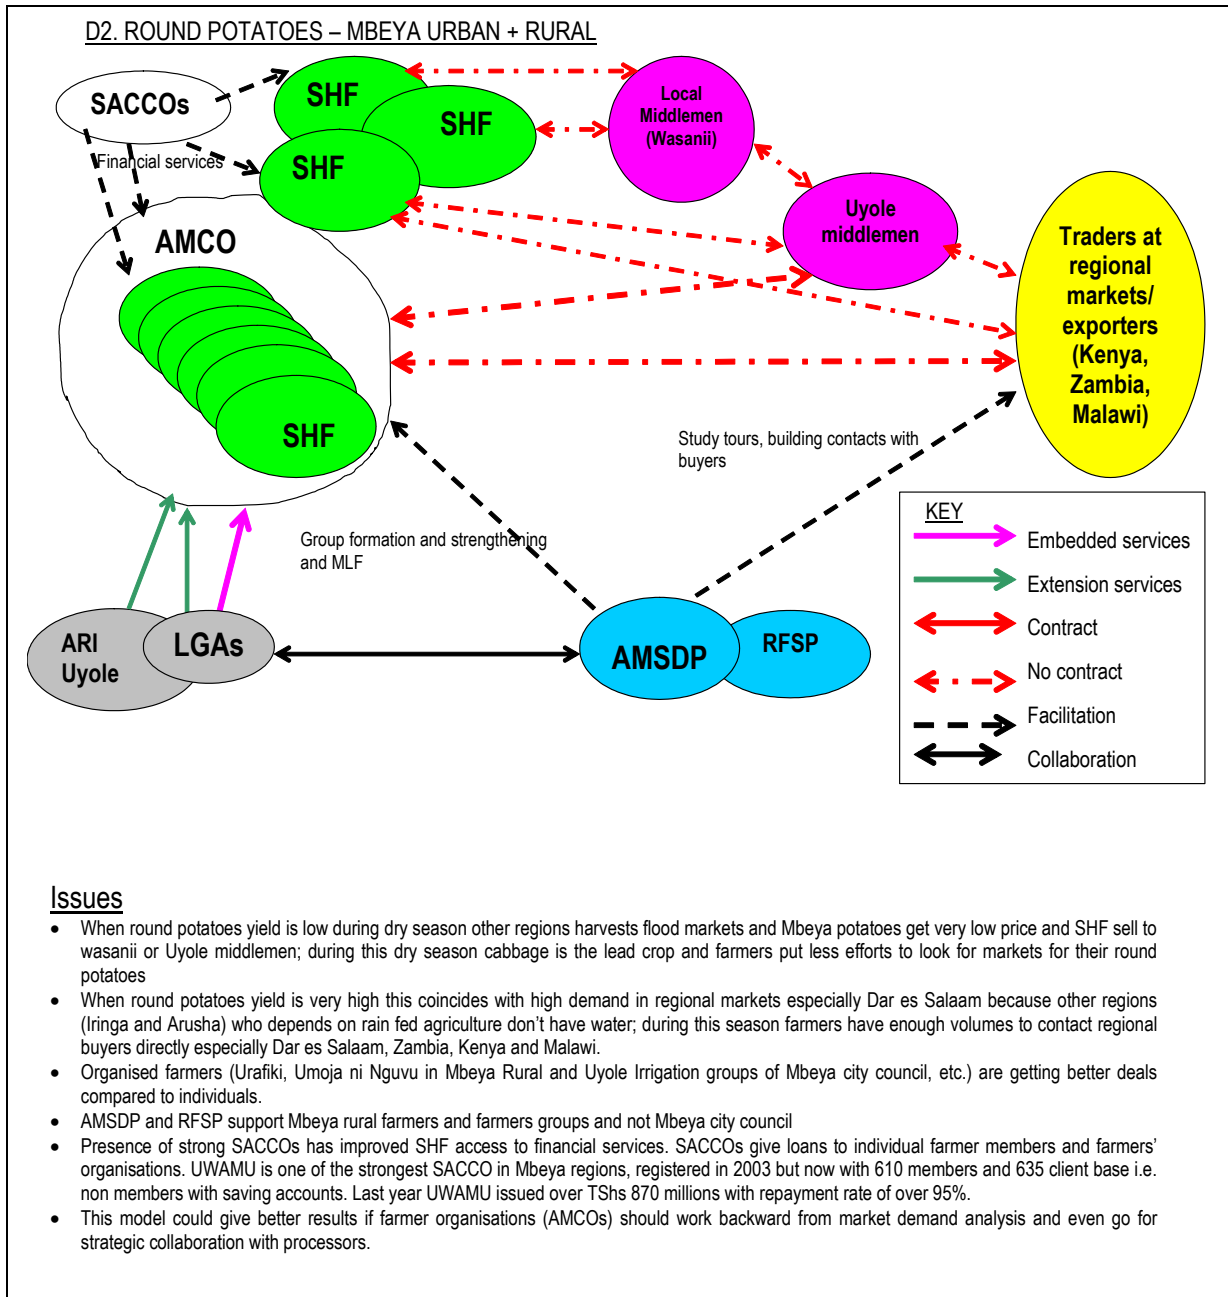 D2. ROUND POTATOES – MBEYA URBAN + RURAL
SACCOs
SHF
SHF
SHF
Local
Middlemen
(Wasanii)
Financial services
Uyole
middlemen
AMCO
SHF
Traders at
regional
markets/
exporters
(Kenya,
Zambia,
Malawi)
Study tours, building contacts with
buyers
Group formation and strengthening
and MLF
ARI
Uyole
LGAs
AMSDP
RFSP
KEY
Embedded services
Extension services
Contract
No contract
Facilitation
Collaboration
Issues
• When round potatoes yield is low during dry season other regions harvests flood markets and Mbeya potatoes get very low price and SHF sell to
wasanii or Uyole middlemen; during this dry season cabbage is the lead crop and farmers put less efforts to look for markets for their round
potatoes
• When round potatoes yield is very high this coincides with high demand in regional markets especially Dar es Salaam because other regions
(Iringa and Arusha) who depends on rain fed agriculture don't have water; during this season farmers have enough volumes to contact regional
buyers directly especially Dar es Salaam, Zambia, Kenya and Malawi.
• Organised farmers (Urafiki, Umoja ni Nguvu in Mbeya Rural and Uyole Irrigation groups of Mbeya city council, etc.) are getting better deals
compared to individuals.
• AMSDP and RFSP support Mbeya rural farmers and farmers groups and not Mbeya city council
• Presence of strong SACCOs has improved SHF access to financial services. SACCOs give loans to individual farmer members and farmers'
organisations. UWAMU is one of the strongest SACCO in Mbeya regions, registered in 2003 but now with 610 members and 635 client base i.e.
non members with saving accounts. Last year UWAMU issued over TShs 870 millions with repayment rate of over 95%.
• This model could give better results if farmer organisations (AMCOs) should work backward from market demand analysis and even go for
strategic collaboration with processors.